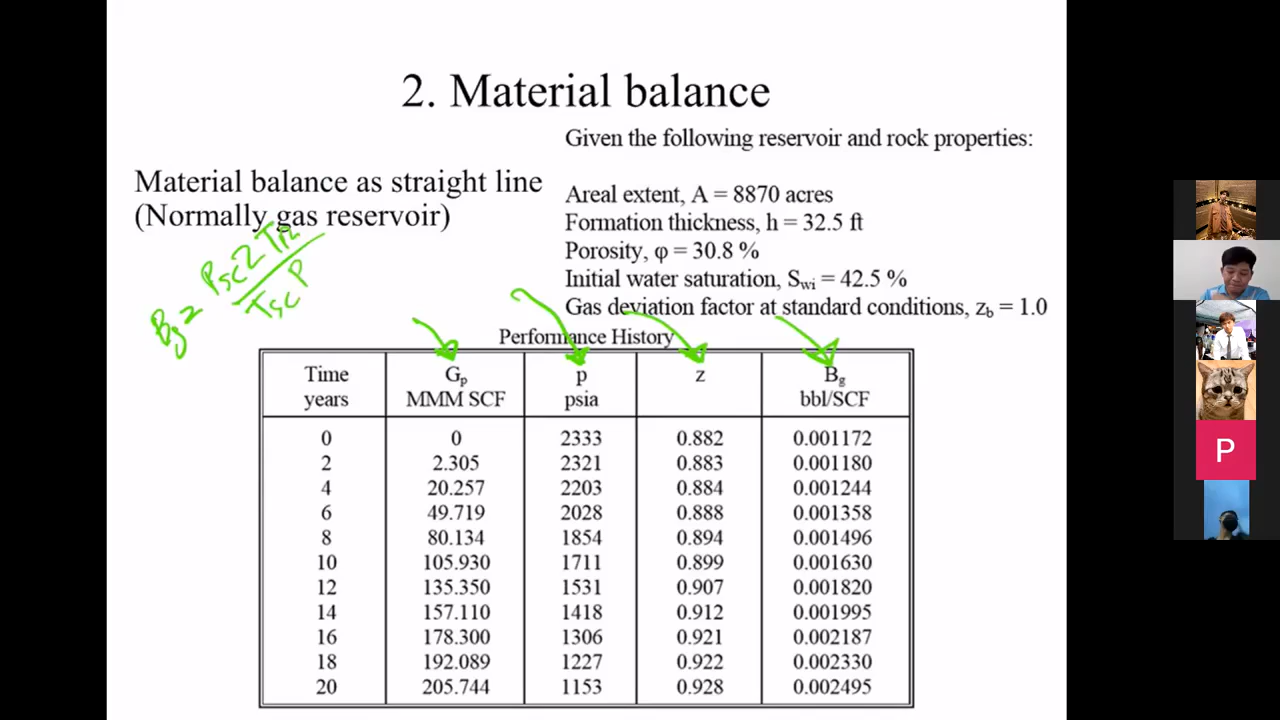 2. Material balance
Given the following reservoir and rock properties:
Material balance as straight line
(Normally gas reservoir)
Areal extent, A = 8870 acres
Formation thickness, h = 32.5 ft
Porosity, φ = 30.8 %
Initial water saturation, Swi = 42.5 %
Gas deviation factor at standard conditions, zb = 1.0
Bg = Psc Z TR
Tsc P
Performance History
Time years Gp MMM SCF p psia z Bg bbl/SCF
0 0 2333 0.882 0.001172
2 2.305 2321 0.883 0.001180
4 20.257 2203 0.884 0.001244
6 49.719 2028 0.888 0.001358
8 80.134 1854 0.894 0.001496
10 105.930 1711 0.899 0.001630
12 135.350 1531 0.907 0.001820
14 157.110 1418 0.912 0.001995
16 178.300 1306 0.921 0.002187
18 192.089 1227 0.922 0.002330
20 205.744 1153 0.928 0.002495
P